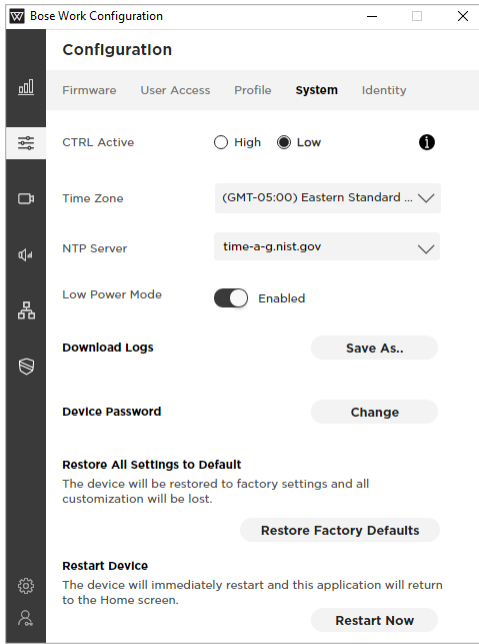 Bose Work Configuration
Configuration
Firmware User Access Profile System Identity
CTRL Active High Low
Time Zone (GMT-05:00) Eastern Standard ...
NTP Server time-a-g.nist.gov
Low Power Mode Enabled
Download Logs Save As..
Device Password Change
Restore All Settings to Default
The device will be restored to factory settings and all
customization will be lost.
Restore Factory Defaults
Restart Device
The device will immediately restart and this application will return
to the Home screen.
Restart Now